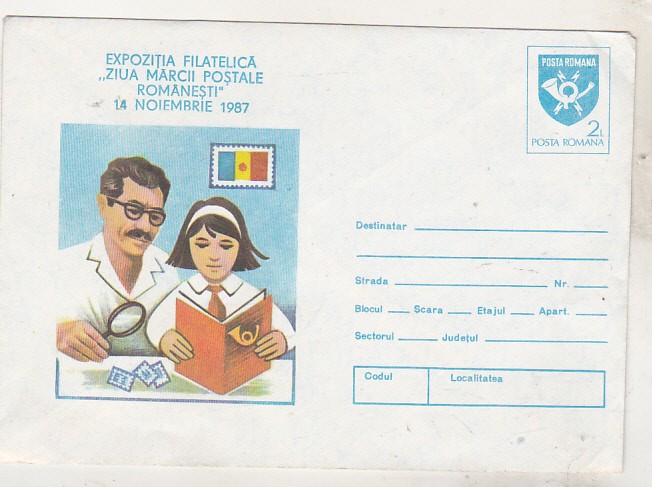 EXPOZIȚIA FILATELICĂ
,,ZIUA MĂRCII POȘTALE
ROMÂNEȘTI"
14 NOIEMBRIE 1987
POSTA ROMANA
2L
POSTA ROMANA
Destinatar
Strada Nr.
Blocul Scara Etajul Apart.
Sectorul Județul
Codul Localitatea